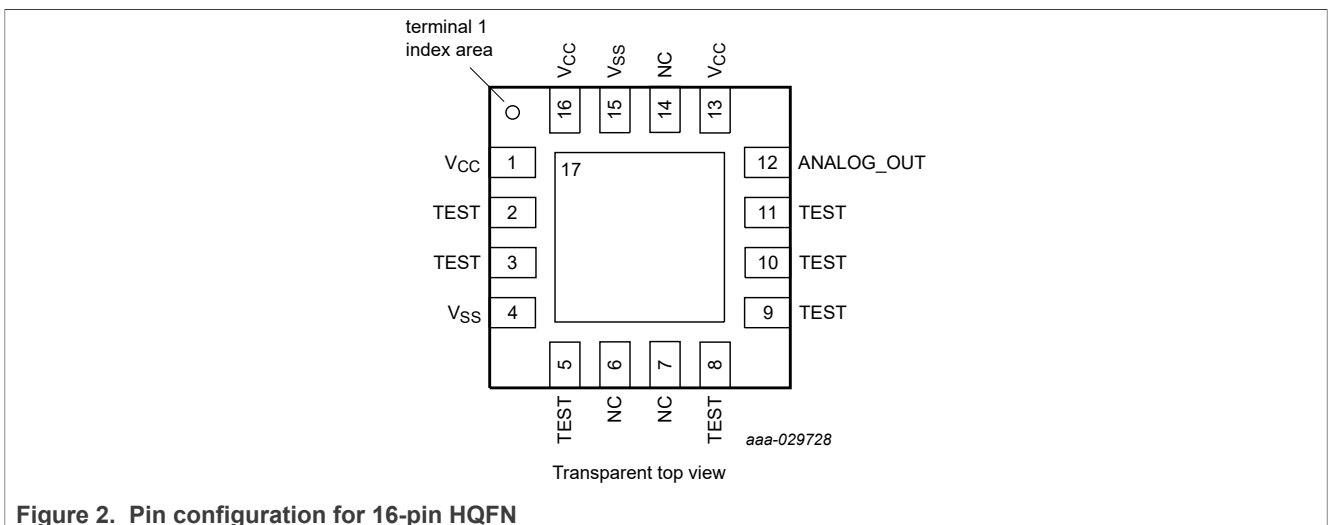 terminal 1
index area
VCC
VSS
NC
VCC
16
15
14
13
VCC 1
17
12 ANALOG_OUT
TEST 2
11 TEST
TEST 3
10 TEST
VSS 4
9 TEST
5
6
7
8
TEST
NC
NC
TEST
aaa-029728
Transparent top view
Figure 2. Pin configuration for 16-pin HQFN